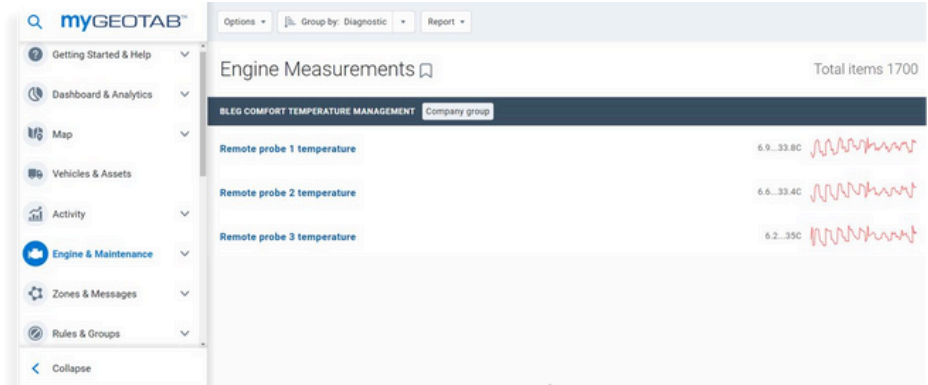 myGEOTAB™
Options
Group by: Diagnostic
Report
Getting Started & Help
Engine Measurements
Total items 1700
Dashboard & Analytics
BLEG COMFORT TEMPERATURE MANAGEMENT Company group
Map
Remote probe 1 temperature 6.9...33.8C
Vehicles & Assets
Remote probe 2 temperature 6.6...33.4C
Activity
Remote probe 3 temperature 6.2...35C
Engine & Maintenance
Zones & Messages
Rules & Groups
Collapse